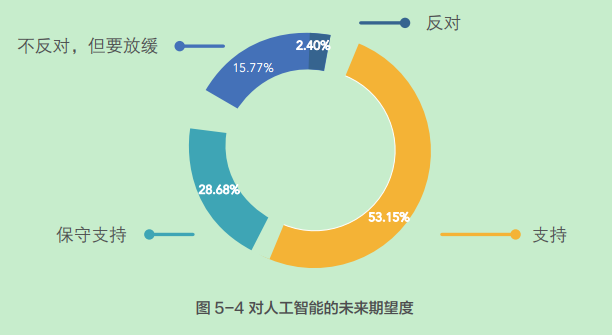 反对
不反对，但要放缓
2.40%
15.77%
28.68%
53.15%
保守支持
支持
图 5-4 对人工智能的未来期望度